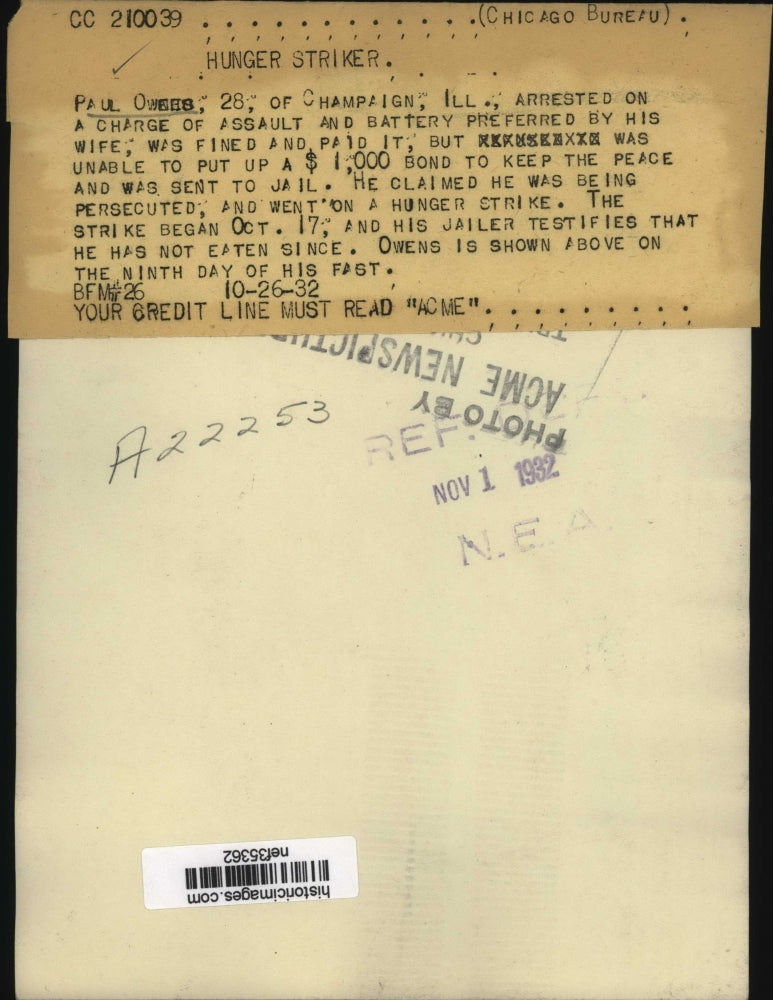 CC 210039 . . . . . . . . . . . . .(CHICAGO BUREAU) .
HUNGER STRIKER.
PAUL OWENS, 28, OF CHAMPAIGN, ILL., ARRESTED ON
A CHARGE OF ASSAULT AND BATTERY PREFERRED BY HIS
WIFE, WAS FINED AND PAID IT, BUT WAS
UNABLE TO PUT UP A $ 1,000 BOND TO KEEP THE PEACE
AND WAS SENT TO JAIL. HE CLAIMED HE WAS BEING
PERSECUTED, AND WENT ON A HUNGER STRIKE. THE
STRIKE BEGAN OCT. 17, AND HIS JAILER TESTIFIES THAT
HE HAS NOT EATEN SINCE. OWENS IS SHOWN ABOVE ON
THE NINTH DAY OF HIS FAST.
BFM#26 10-26-32
YOUR CREDIT LINE MUST READ "ACME". . . . . . . . . .
PHOTO BY
ACME NEWSPICTUR
A22253
REF.
NOV 1 1932
N.E.A.
historicimages.com
nef35362